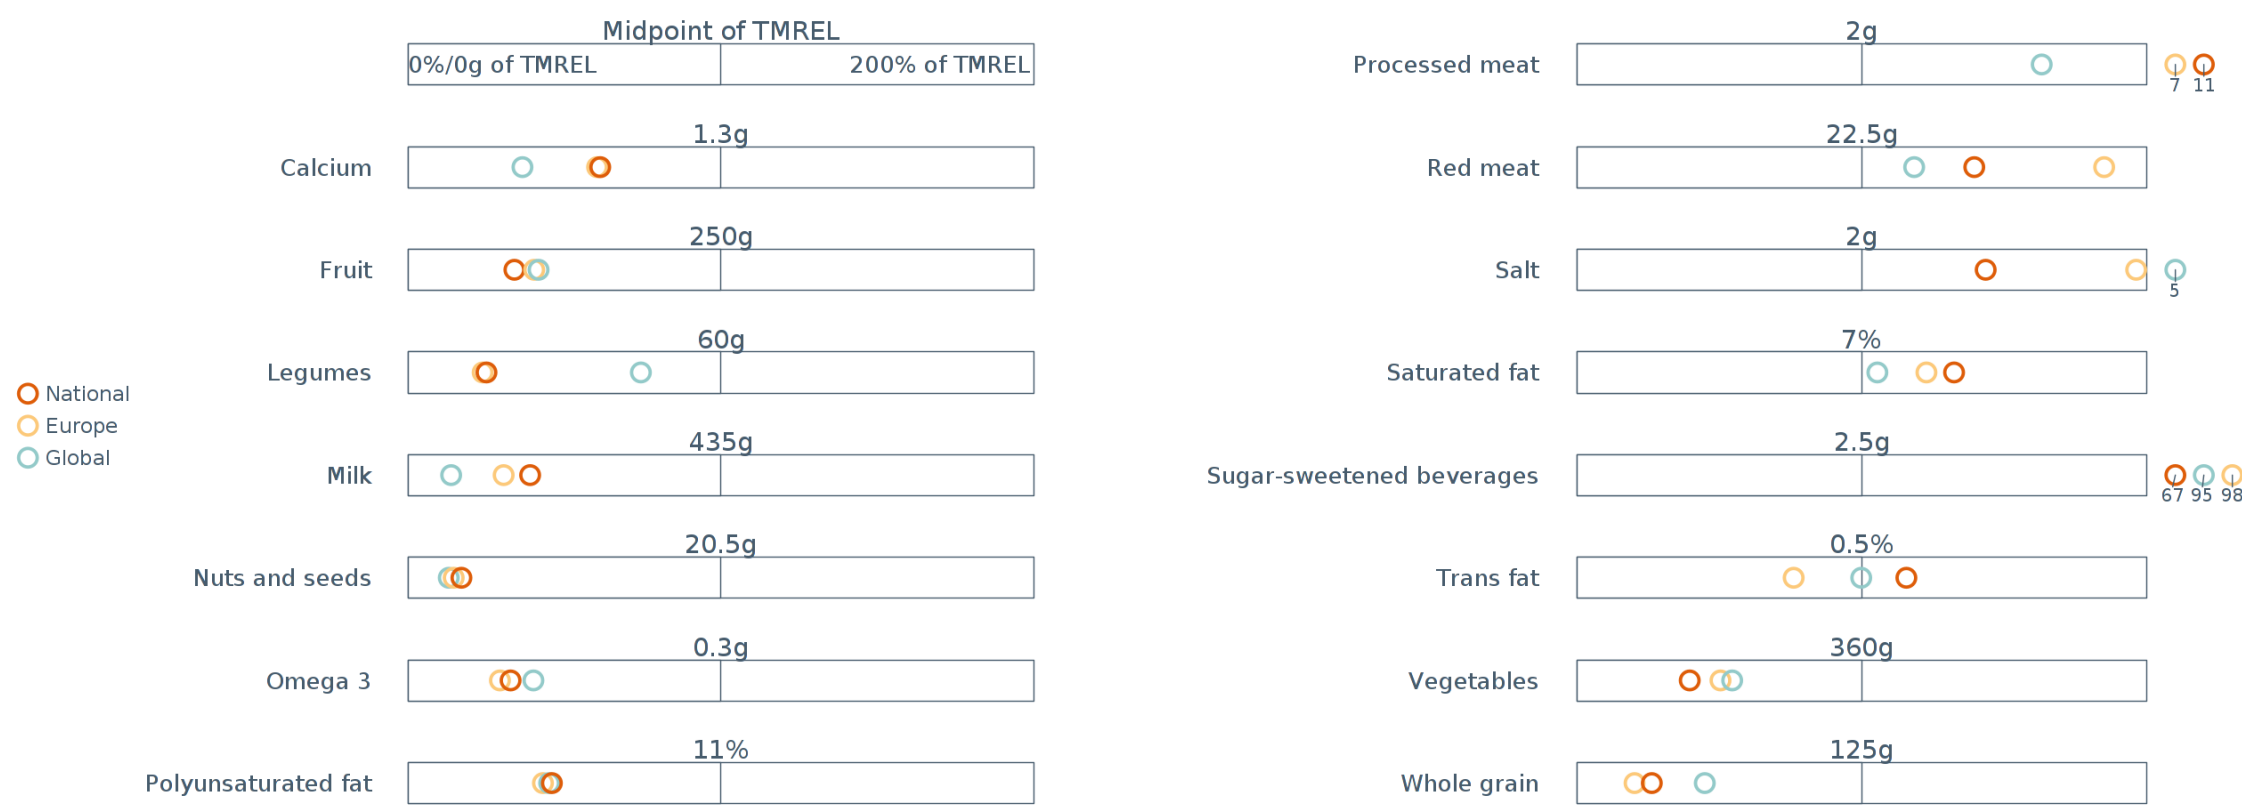 Midpoint of TMREL
0%/0g of TMREL
200% of TMREL
1.3g
Calcium
250g
Fruit
60g
Legumes
435g
Milk
20.5g
Nuts and seeds
0.3g
Omega 3
11%
Polyunsaturated fat
National
Europe
Global
2g
Processed meat
7 11
22.5g
Red meat
2g
Salt
5
7%
Saturated fat
2.5g
Sugar-sweetened beverages
67 95 98
0.5%
Trans fat
360g
Vegetables
125g
Whole grain